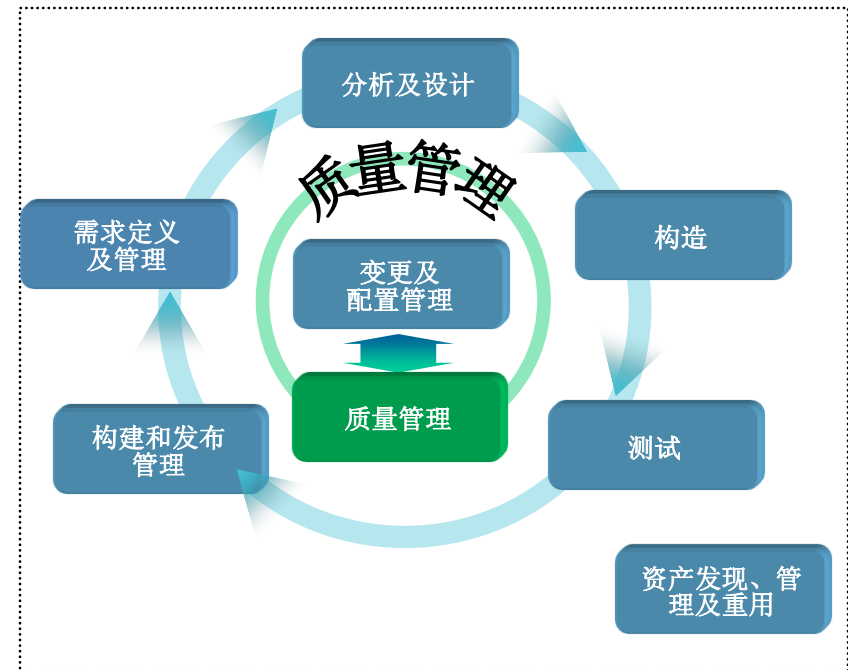 分析及设计
质量管理
需求定义
及管理
构造
变更及
配置管理
质量管理
构建和发布
管理
测试
资产发现、管
理及重用